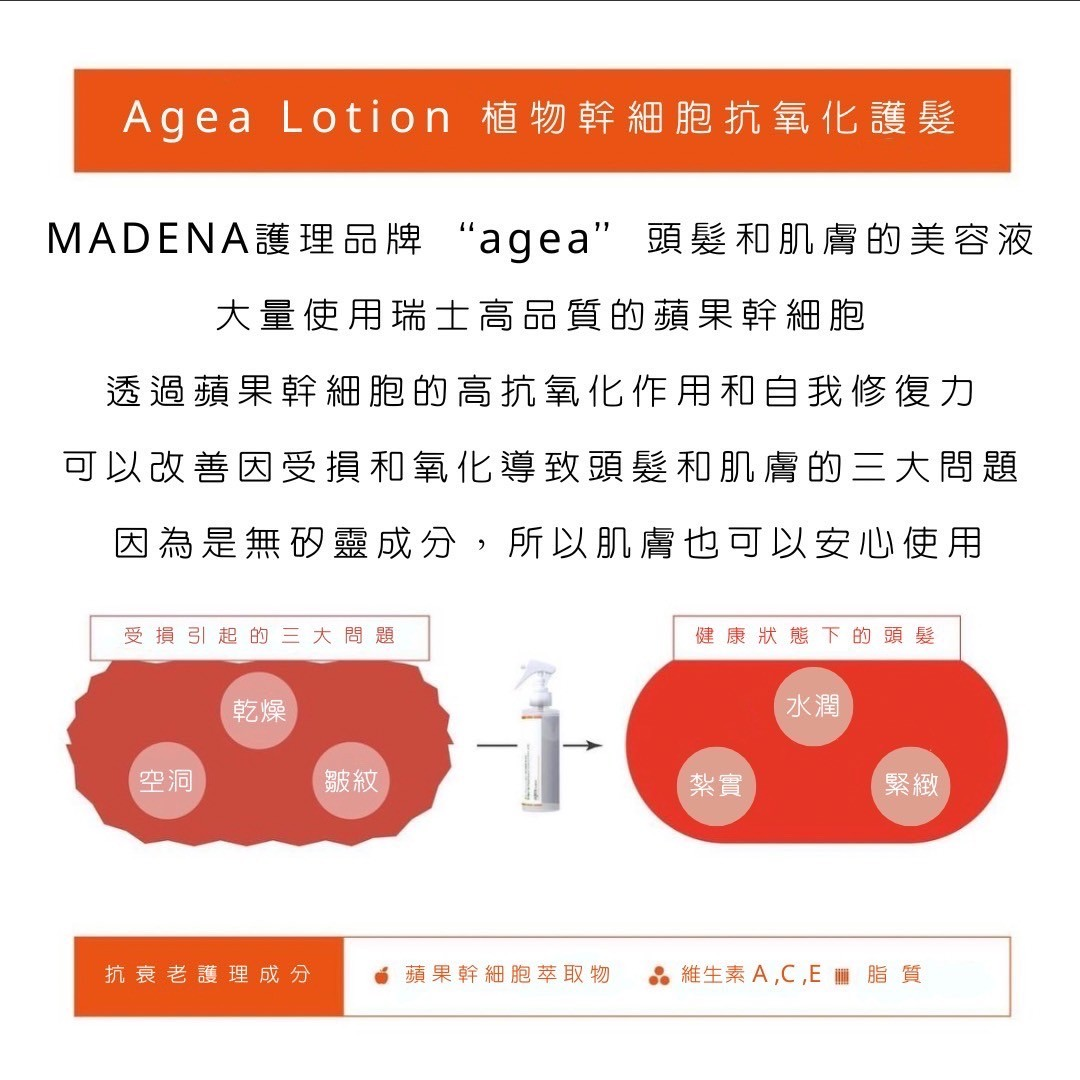 Agea Lotion 植物幹細胞抗氧化護髮
MADENA護理品牌 “agea” 頭髮和肌膚的美容液
大量使用瑞士高品質的蘋果幹細胞
透過蘋果幹細胞的高抗氧化作用和自我修復力
可以改善因受損和氧化導致頭髮和肌膚的三大問題
因為是無矽靈成分，所以肌膚也可以安心使用
受損引起的三大問題
乾燥
空洞
皺紋
健康狀態下的頭髮
水潤
紮實
緊緻
抗衰老護理成分
蘋果幹細胞萃取物
維生素A,C,E
脂質